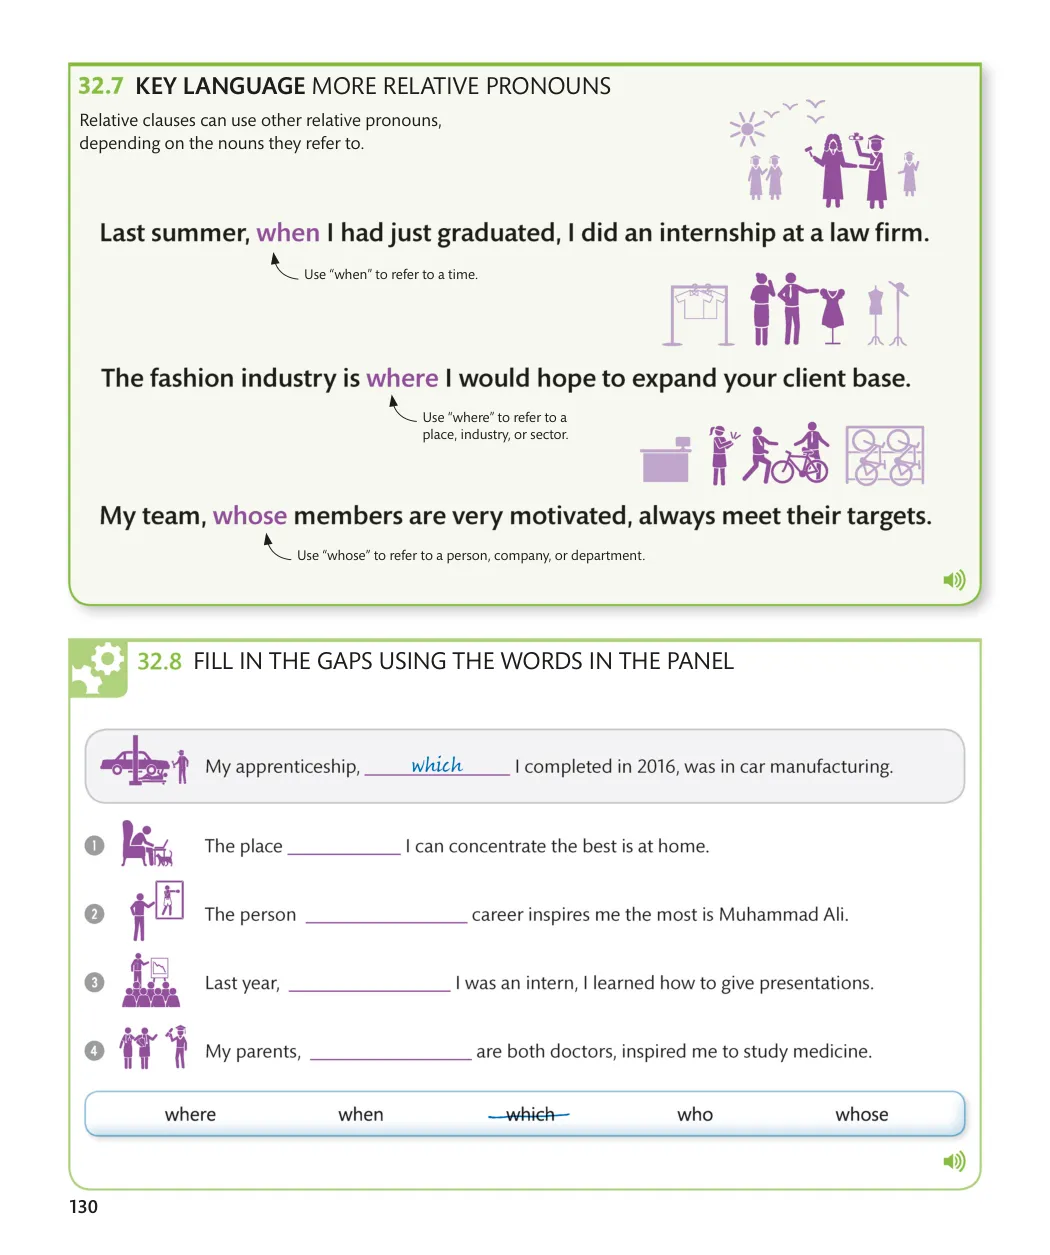 32.7 KEY LANGUAGE MORE RELATIVE PRONOUNS
Relative clauses can use other relative pronouns,
depending on the nouns they refer to.
Last summer, when I had just graduated, I did an internship at a law firm.
Use “when” to refer to a time.
The fashion industry is where I would hope to expand your client base.
Use “where” to refer to a
place, industry, or sector.
My team, whose members are very motivated, always meet their targets.
Use “whose” to refer to a person, company, or department.
32.8 FILL IN THE GAPS USING THE WORDS IN THE PANEL
My apprenticeship, which I completed in 2016, was in car manufacturing.
1 The place ____________ I can concentrate the best is at home.
2 The person ________________ career inspires me the most is Muhammad Ali.
3 Last year, ________________ I was an intern, I learned how to give presentations.
4 My parents, ________________ are both doctors, inspired me to study medicine.
where when which who whose
130